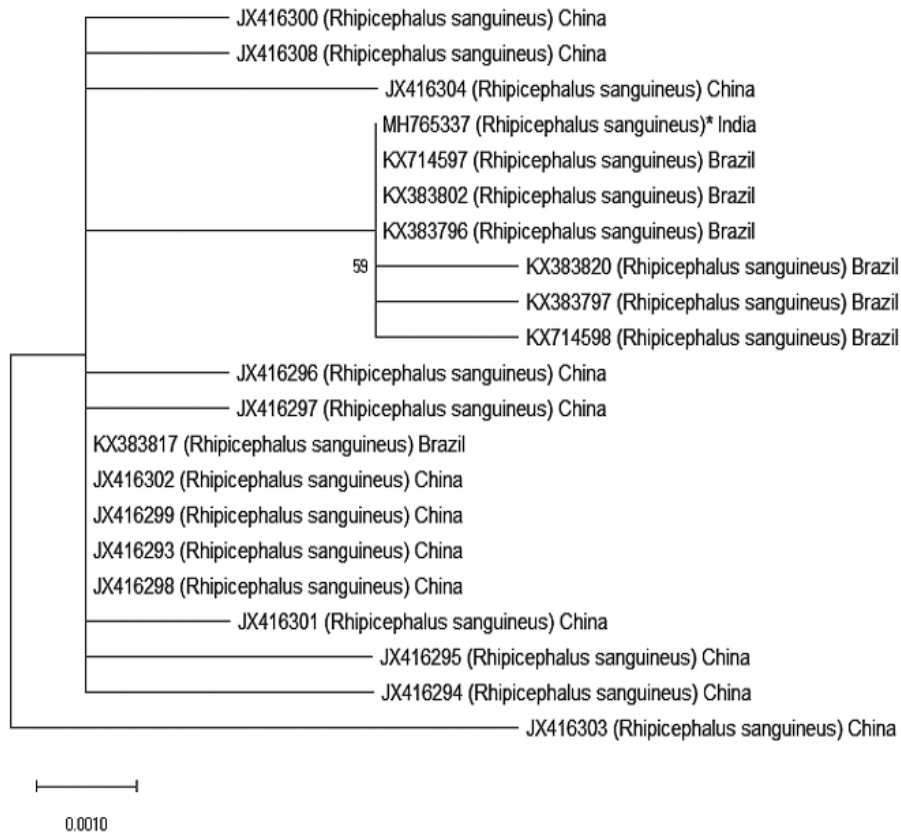 JX416300 (Rhipicephalus sanguineus) China
JX416308 (Rhipicephalus sanguineus) China
JX416304 (Rhipicephalus sanguineus) China
MH765337 (Rhipicephalus sanguineus)* India
KX714597 (Rhipicephalus sanguineus) Brazil
KX383802 (Rhipicephalus sanguineus) Brazil
KX383796 (Rhipicephalus sanguineus) Brazil
59
KX383820 (Rhipicephalus sanguineus) Brazil
KX383797 (Rhipicephalus sanguineus) Brazil
KX714598 (Rhipicephalus sanguineus) Brazil
JX416296 (Rhipicephalus sanguineus) China
JX416297 (Rhipicephalus sanguineus) China
KX383817 (Rhipicephalus sanguineus) Brazil
JX416302 (Rhipicephalus sanguineus) China
JX416299 (Rhipicephalus sanguineus) China
JX416293 (Rhipicephalus sanguineus) China
JX416298 (Rhipicephalus sanguineus) China
JX416301 (Rhipicephalus sanguineus) China
JX416295 (Rhipicephalus sanguineus) China
JX416294 (Rhipicephalus sanguineus) China
JX416303 (Rhipicephalus sanguineus) China
0.0010